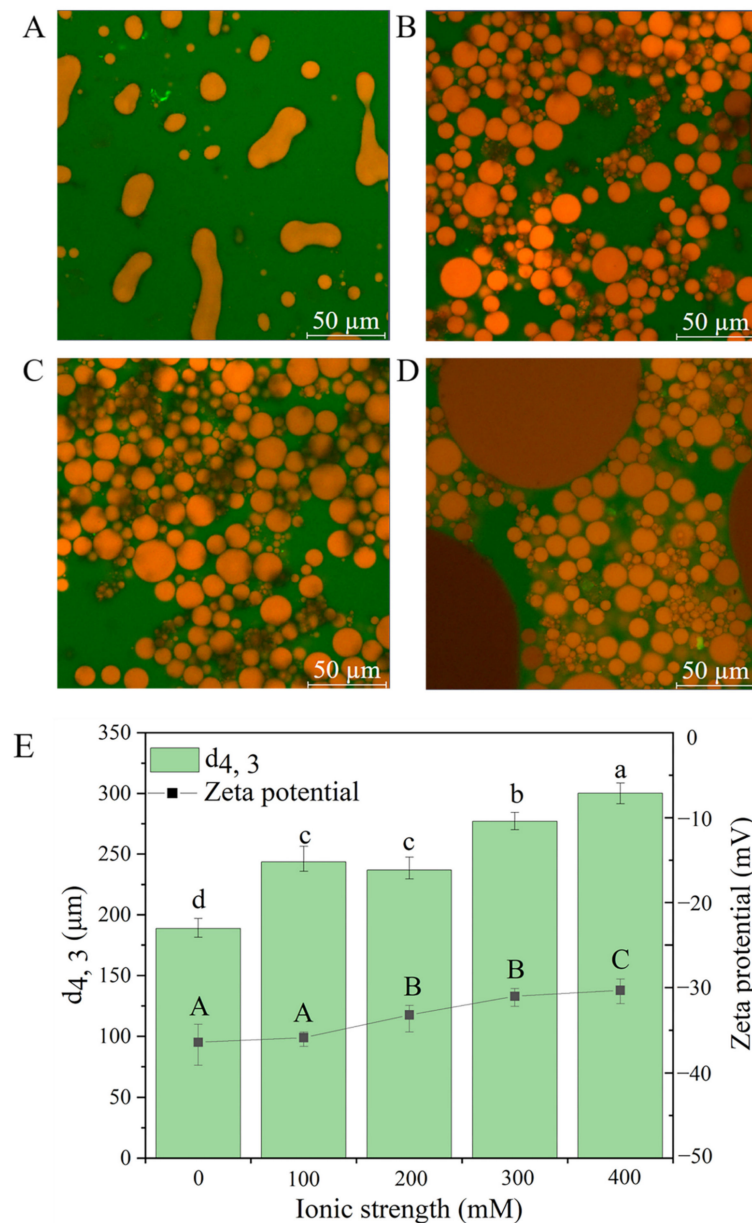 A
B
50 µm
50 µm
C
D
50 µm
50 µm
E
350
300
250
200
150
100
50
0
d4, 3 (µm)
d4, 3
Zeta potential
d
c
c
b
a
A
A
B
B
C
0
−10
−20
−30
−40
−50
Zeta protential (mV)
0
100
200
300
400
Ionic strength (mM)